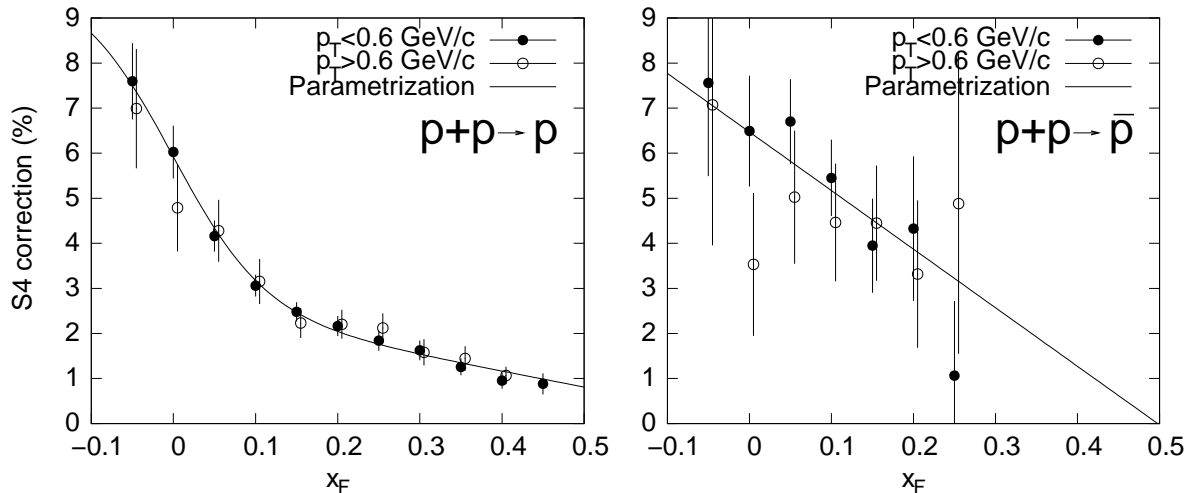 9
8
7
6
5
4
3
2
1
0
S4 correction (%)
p_T<0.6 GeV/c
p_T>0.6 GeV/c
Parametrization
p+p→ p
−0.1 0 0.1 0.2 0.3 0.4 0.5
x_F
9
8
7
6
5
4
3
2
1
0
p_T<0.6 GeV/c
p_T>0.6 GeV/c
Parametrization
p+p→ p̄
−0.1 0 0.1 0.2 0.3 0.4 0.5
x_F